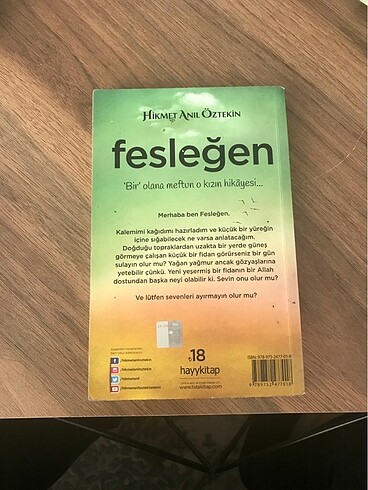 HİKMET ANIL ÖZTEKİN
fesleğen
'Bir' olana meftun o kızın hikâyesi...
Merhaba ben Fesleğen.
Kalemimi kağıdımı hazırladım ve küçük bir yüreğin
içine sığabilecek ne varsa anlatacağım.
Doğduğu topraklardan uzakta bir yerde güneş
görmeye çalışan küçük bir fidan görürseniz bir gün
sulayın olur mu? Yağan yağmur ancak gözyaşlarına
yetebilir çünkü. Yeni yeşermiş bir fidanın bir Allah
dostundan başka neyi olabilir ki. Sevin onu olur mu?
Ve lütfen sevenleri ayırmayın olur mu?
₺18
hayykitap